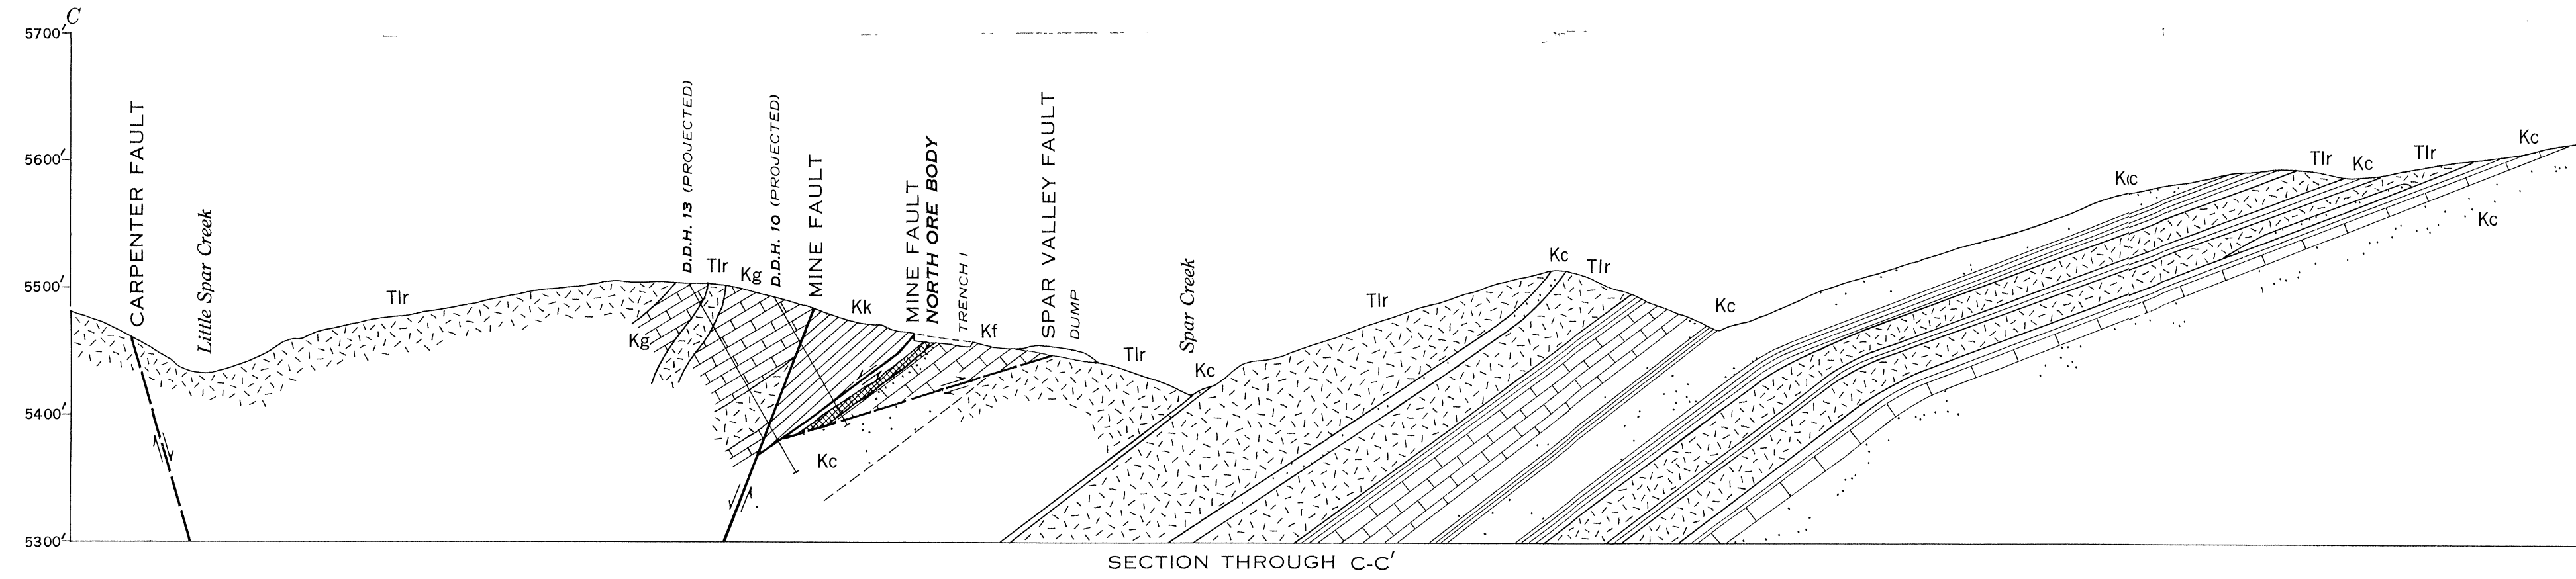 C
5700'
5600'
5500'
5400'
5300'
CARPENTER FAULT
Little Spar Creek
Tlr
Kg
D.D.H. 13 (PROJECTED)
Tlr
Kg
D.D.H. 10 (PROJECTED)
MINE FAULT
Kk
MINE FAULT
NORTH ORE BODY
TRENCH I
Kf
SPAR VALLEY FAULT
DUMP
Kc
Tlr
Spar Creek
Kc
Tlr
Kc
Tlr
Kc
Kc
Tlr
Kc
Tlr
Kc
Kc
SECTION THROUGH C-C'